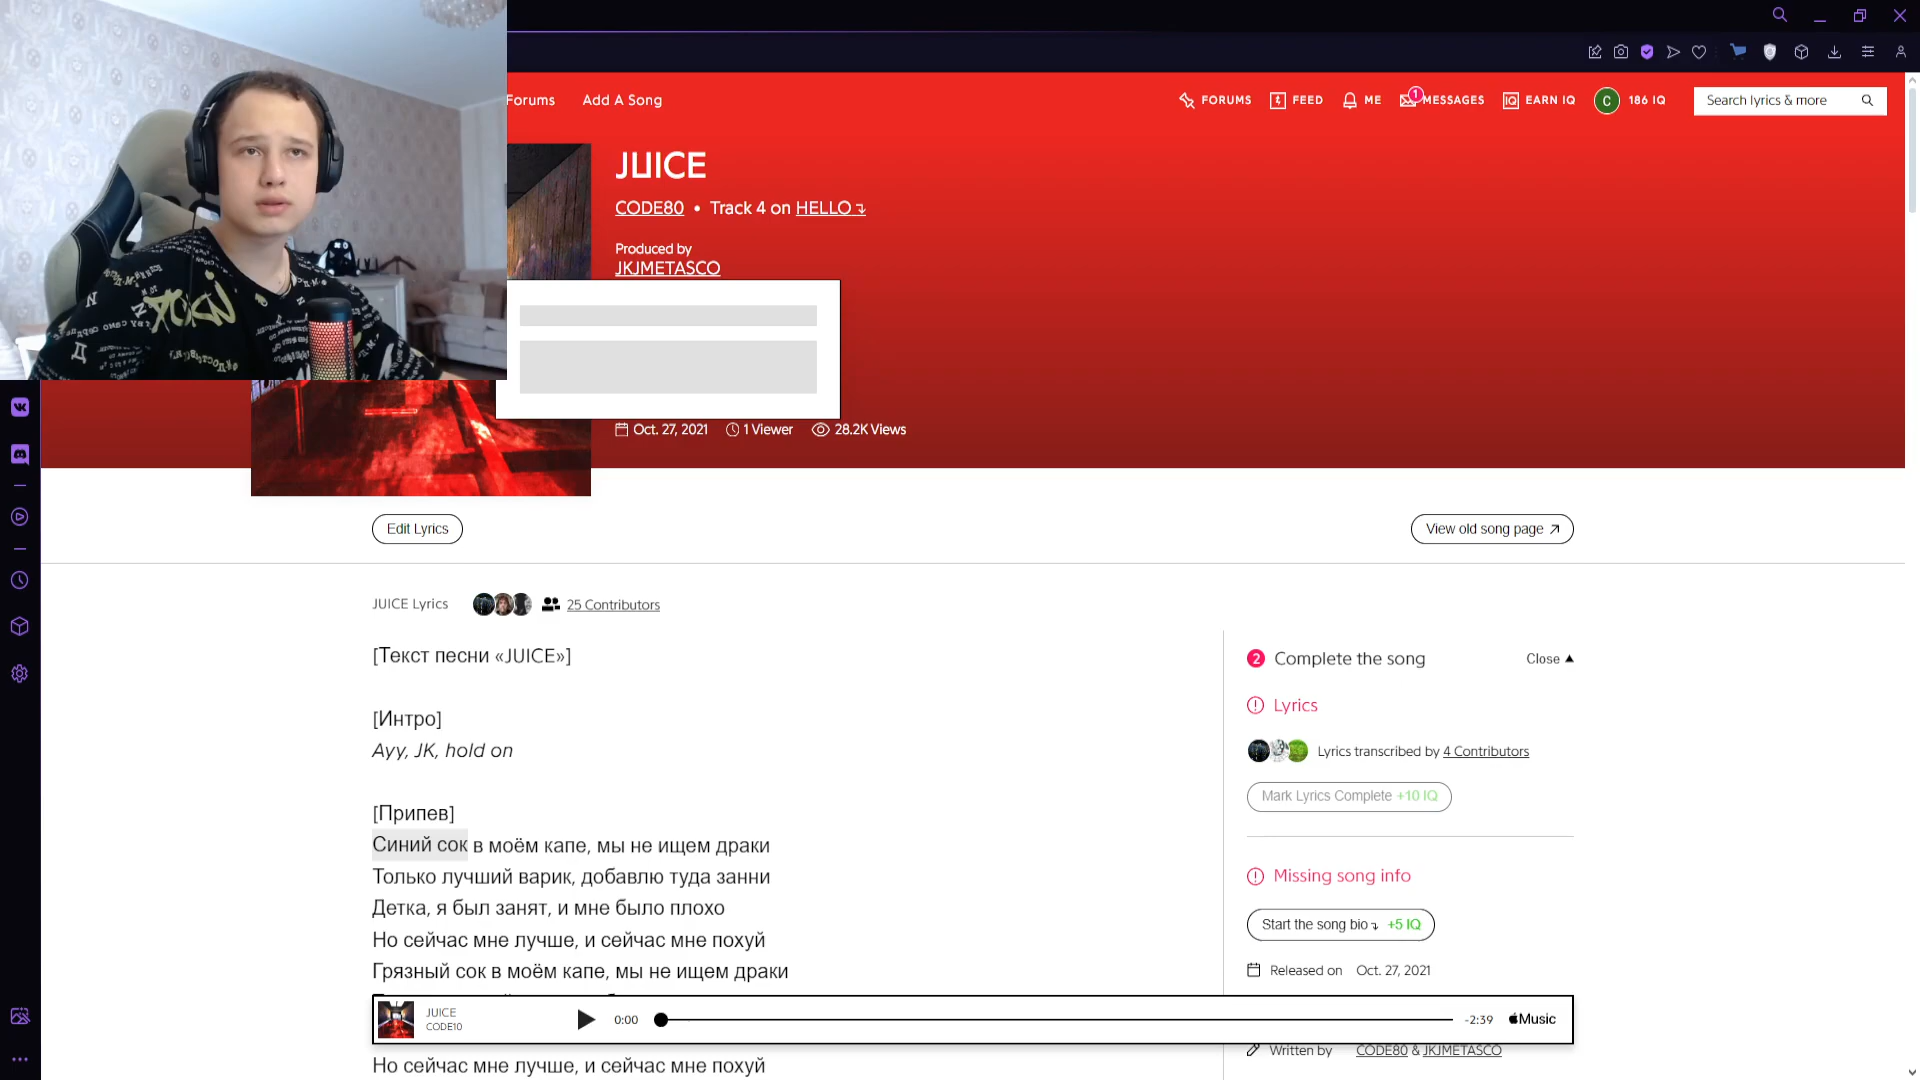 Forums
Add A Song
FORUMS
FEED
ME
1
MESSAGES
IQ
EARN IQ
C
186 IQ
Search lyrics & more
JUICE
CODE80 • Track 4 on HELLO
Produced by
JKJMETASCO
Oct. 27, 2021
1 Viewer
28.2K Views
Edit Lyrics
View old song page
JUICE Lyrics
25 Contributors
[Текст песни «JUICE»]
[Интро]
Ayy, JK, hold on
[Припев]
Синий сок в моём капе, мы не ищем драки
Только лучший варик, добавлю туда занни
Детка, я был занят, и мне было плохо
Но сейчас мне лучше, и сейчас мне похуй
Грязный сок в моём капе, мы не ищем драки
Но сейчас мне лучше, и сейчас мне похуй
2 Complete the song
Close
Lyrics
Lyrics transcribed by 4 Contributors
Mark Lyrics Complete +10 IQ
Missing song info
Start the song bio +5 IQ
Released on Oct. 27, 2021
Written by CODE80 & JKJMETASCO
JUICE
CODE10
0:00
-2:39
Music